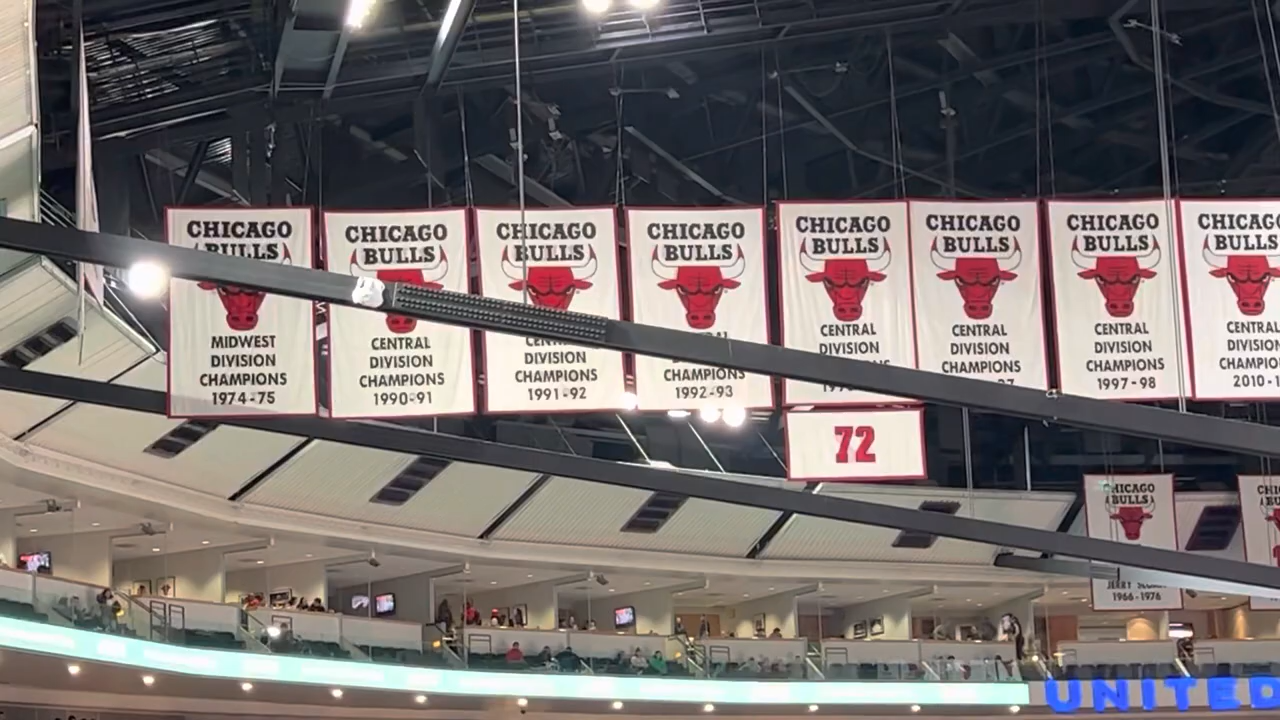 CHICAGO
BULLS
MIDWEST
DIVISION
CHAMPIONS
1974-75
CHICAGO
BULLS
CENTRAL
DIVISION
CHAMPIONS
1990-91
CHICAGO
BULLS
DIVISION
CHAMPIONS
1991-92
CHICAGO
BULLS
CHAMPIONS
1992-93
CHICAGO
BULLS
CENTRAL
DIVISION
72
CHICAGO
BULLS
CENTRAL
DIVISION
CHAMPIONS
CHICAGO
BULLS
CENTRAL
DIVISION
CHAMPIONS
1997-98
CHICAGO
BULLS
CHICAGO
BULLS
JERRY
1966-1976
UNITED